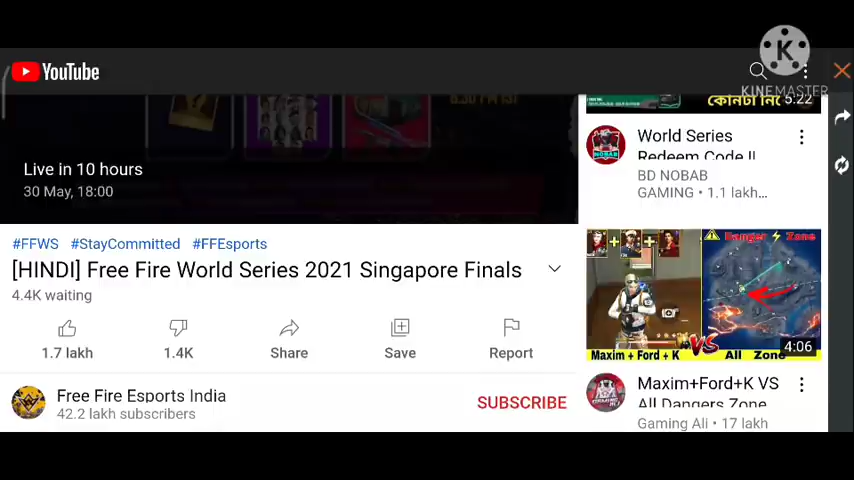 KINEMASTER
YouTube
কোনটা
5:22
Live in 10 hours
30 May, 18:00
#FFWS #StayCommitted #FFEsports
[HINDI] Free Fire World Series 2021 Singapore Finals
4.4K waiting
1.7 lakh
1.4K
Share
Save
Report
Free Fire Esports India
42.2 lakh subscribers
SUBSCRIBE
World Series
Redeem Code ||
BD NOBAB
GAMING • 1.1 lakh...
NOBAB
Danger Zone
Maxim + Ford + K
VS
All Zone
4:06
Maxim+Ford+K VS
All Dangers Zone
Gaming Ali • 17 lakh